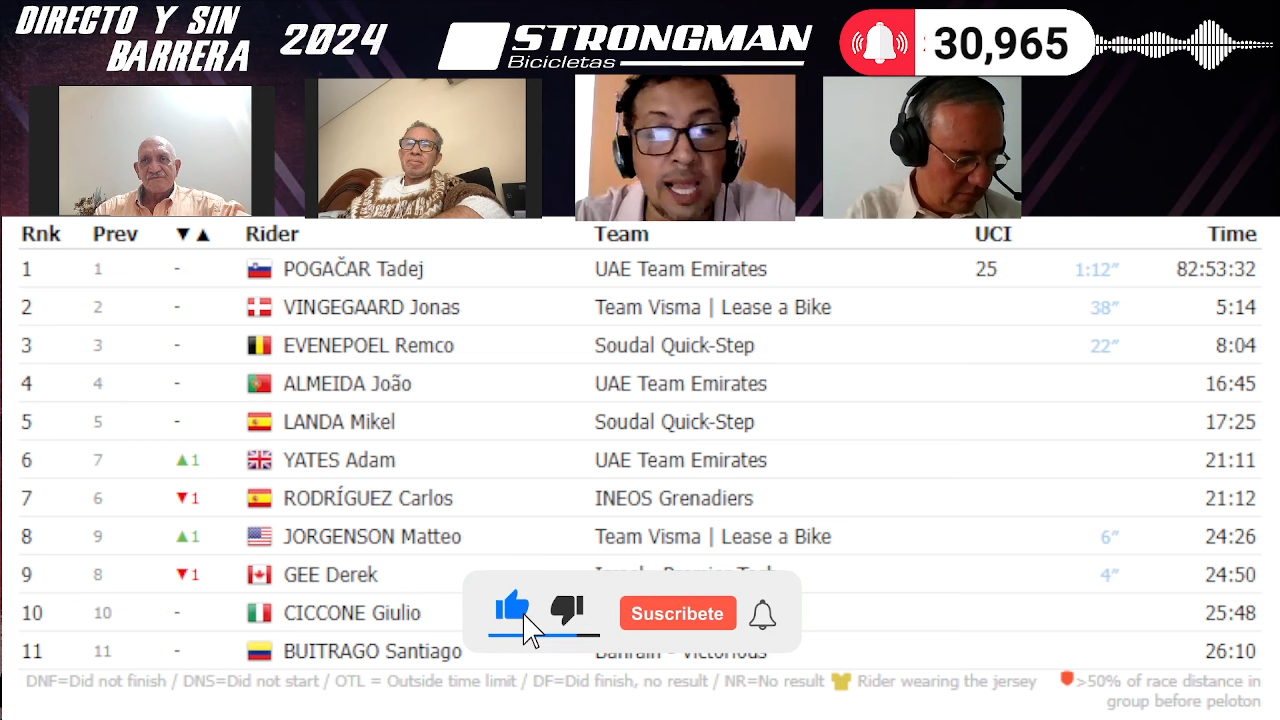 DIRECTO Y SIN
BARRERA
2024
STRONGMAN
Bicicletas
30,965
Rnk Prev ▼▲ Rider Team UCI Time
1 1 - POGAČAR Tadej UAE Team Emirates 25 1:12″ 82:53:32
2 2 - VINGEGAARD Jonas Team Visma | Lease a Bike 38″ 5:14
3 3 - EVENEPOEL Remco Soudal Quick-Step 22″ 8:04
4 4 - ALMEIDA João UAE Team Emirates 16:45
5 5 - LANDA Mikel Soudal Quick-Step 17:25
6 7 ▲1 YATES Adam UAE Team Emirates 21:11
7 6 ▼1 RODRÍGUEZ Carlos INEOS Grenadiers 21:12
8 9 ▲1 JORGENSON Matteo Team Visma | Lease a Bike 6″ 24:26
9 8 ▼1 GEE Derek 4″ 24:50
10 10 - CICCONE Giulio 25:48
Suscribete
11 11 - BUITRAGO Santiago Bahrain - Victorious 26:10
DNF=Did not finish / DNS=Did not start / OTL = Outside time limit / DF=Did finish, no result / NR=No result Rider wearing the jersey >50% of race distance in
group before peloton